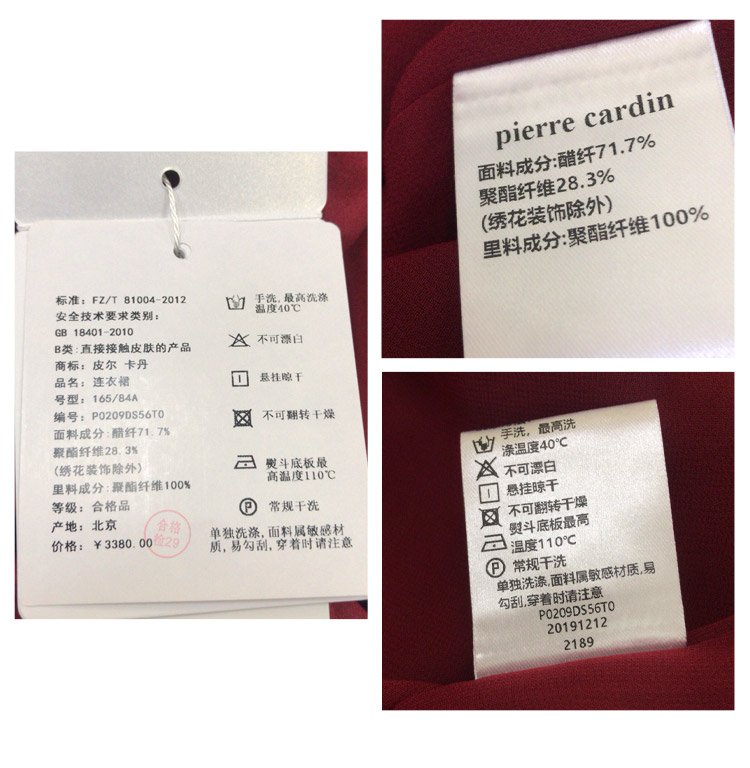 标准: FZ/T 81004-2012
安全技术要求类别:
GB 18401-2010
B类:直接接触皮肤的产品
商标: 皮尔 卡丹
品名: 连衣裙
号型: 165/84A
编号: P0209DS56T0
面料成分:醋纤71.7%
聚酯纤维28.3%
(绣花装饰除外)
里料成分:聚酯纤维100%
等级: 合格品
产地: 北京
价格: ¥3380.00
合格
检29
手洗,最高洗涤
温度40℃
不可漂白
悬挂晾干
不可翻转干燥
熨斗底板最
高温度110℃
P
常规干洗
单独洗涤,面料属敏感材
质,易勾刮,穿着时请注意
pierre cardin
面料成分:醋纤71.7%
聚酯纤维28.3%
(绣花装饰除外)
里料成分:聚酯纤维100%
手洗, 最高洗
涤温度40℃
不可漂白
悬挂晾干
不可翻转干燥
熨斗底板最高
温度110℃
P
常规干洗
单独洗涤,面料属敏感材质,易
勾刮,穿着时请注意
P0209DS56T0
20191212
2189